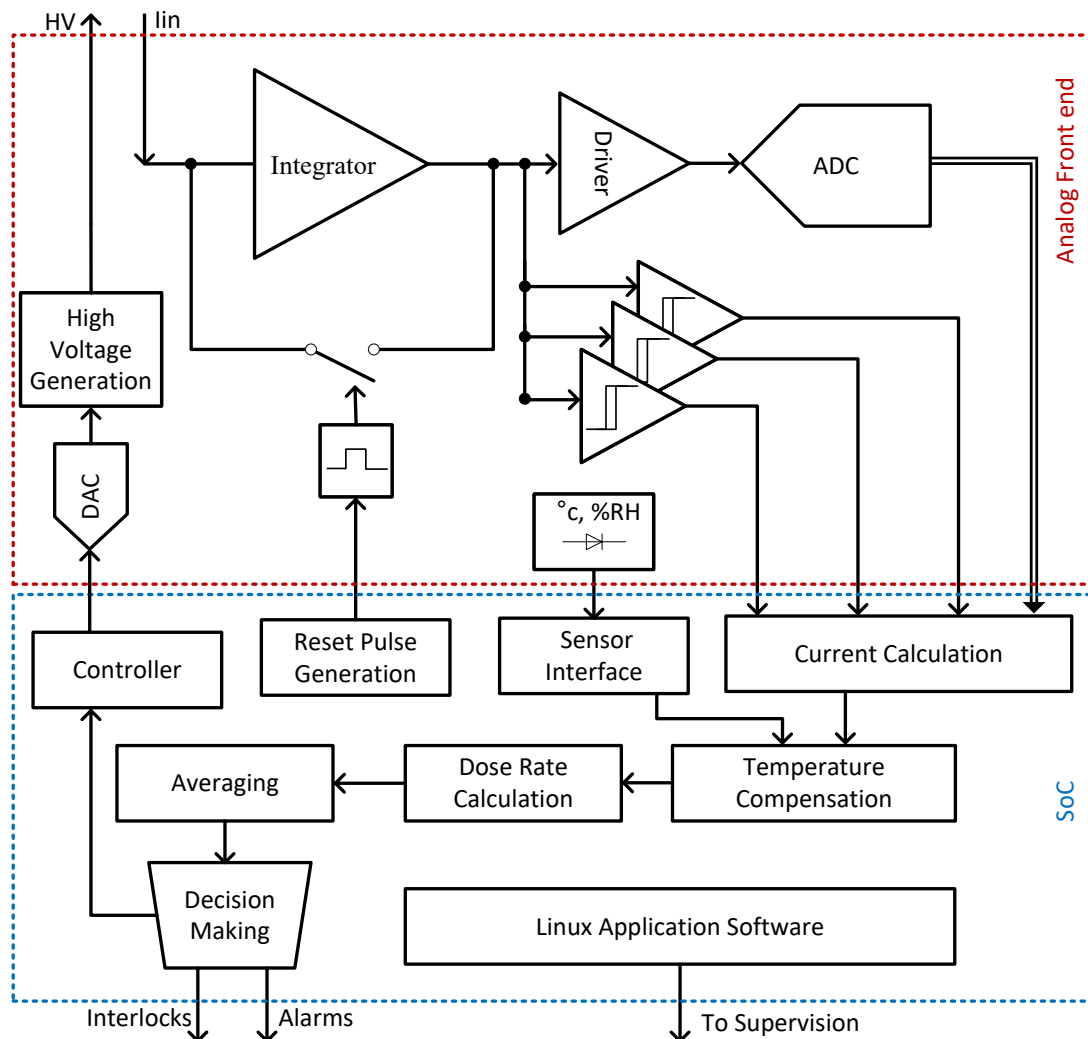 HV
Iin
Analog Front end
Integrator
Driver
ADC
High
Voltage
Generation
DAC
°c, %RH
Controller
Reset Pulse
Generation
Sensor
Interface
Current Calculation
Averaging
Dose Rate
Calculation
Temperature
Compensation
SoC
Decision
Making
Linux Application Software
Interlocks
Alarms
To Supervision